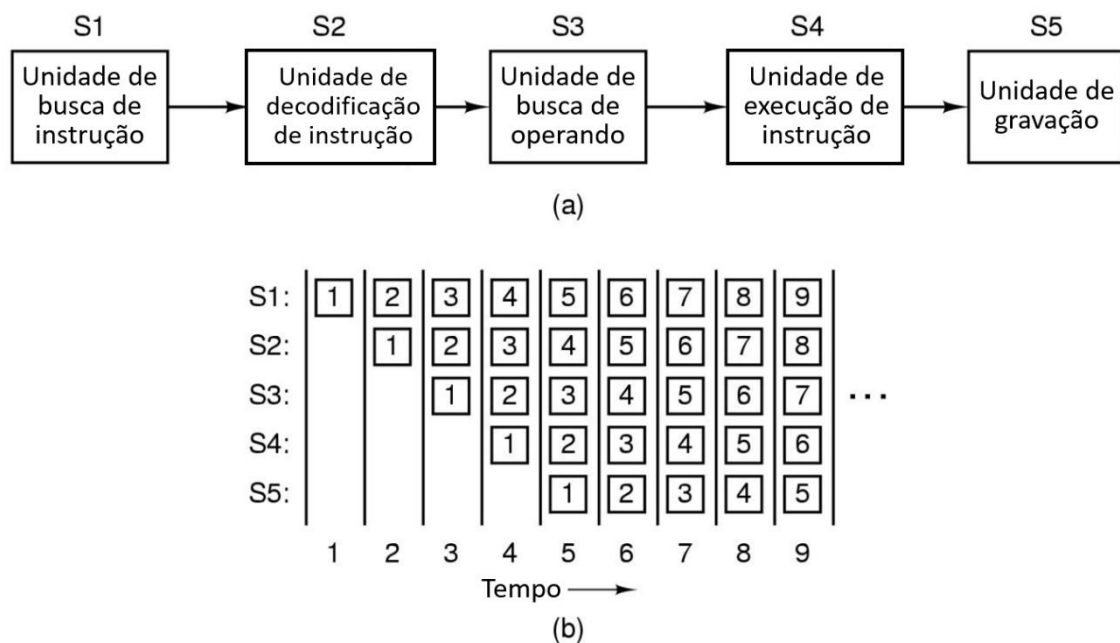 S1 S2 S3 S4 S5
Unidade de
busca de
instrução
Unidade de
decodificação
de instrução
Unidade de
busca de
operando
Unidade de
execução de
instrução
Unidade de
gravação
(a)
S1: 1 2 3 4 5 6 7 8 9
S2: 1 2 3 4 5 6 7 8
S3: 1 2 3 4 5 6 7 ...
S4: 1 2 3 4 5 6
S5: 1 2 3 4 5
1 2 3 4 5 6 7 8 9
Tempo
(b)